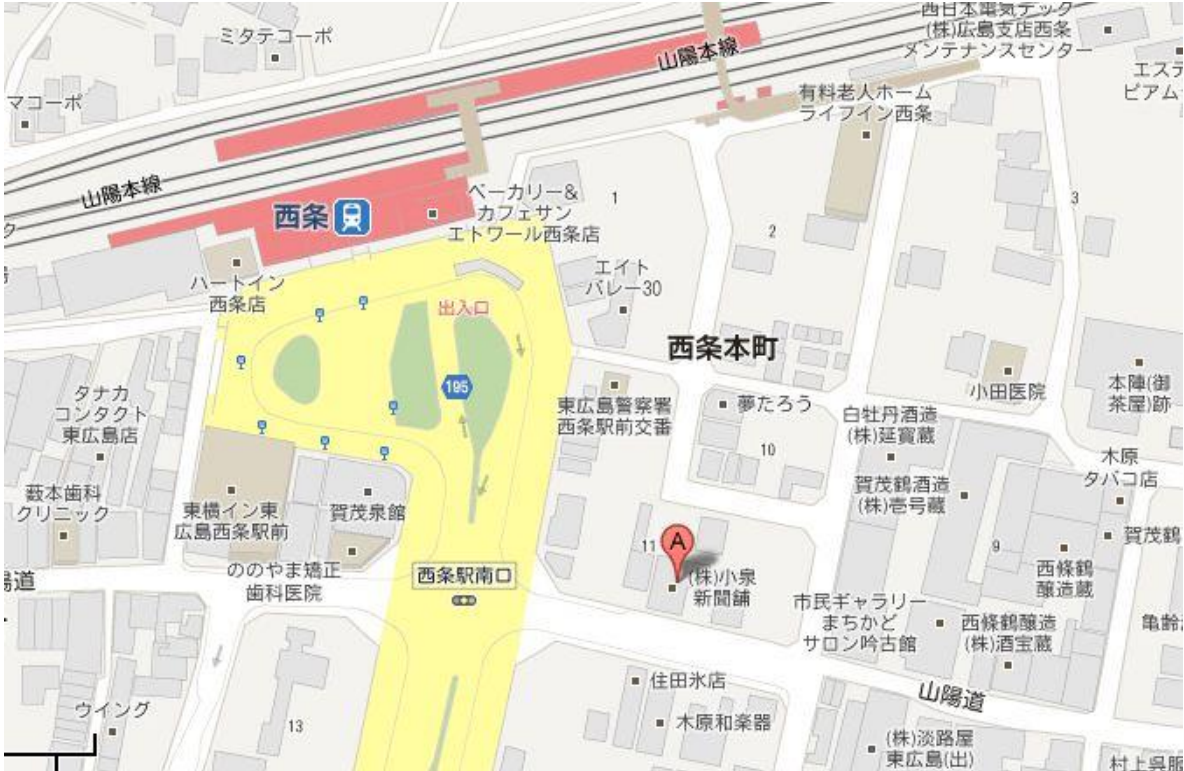 西日本電気テック
(株)広島支店西条
メンテナンスセンター
ミタテコーポ
山陽本線
エステ
ピアム
マコーポ
有料老人ホーム
ライフイン西条
山陽本線
ベーカリー&
カフェサン
エトワール西条店
1
3
西条
2
ク
ハートイン
西条店
エイト
バレー30
出入口
西条本町
195
小田医院
本陣(御
茶屋)跡
タナカ
コンタクト
東広島店
東広島警察署
西条駅前交番
夢たろう
白牡丹酒造
(株)延寶蔵
10
木原
タバコ店
藪本歯科
クリニック
東横イン東
広島西条駅前
賀茂泉館
賀茂鶴酒造
(株)壱号蔵
賀茂鶴
11
A
9
(株)小泉
新聞舗
西條鶴
醸造蔵
西条駅南口
ののやま矯正
歯科医院
道
市民ギャラリー
まちかど
サロン吟古館
西條鶴醸造
(株)酒宝蔵
亀齢
住田氷店
山陽道
ウイング
13
木原和楽器
(株)淡路屋
東広島(出)
村上呉服